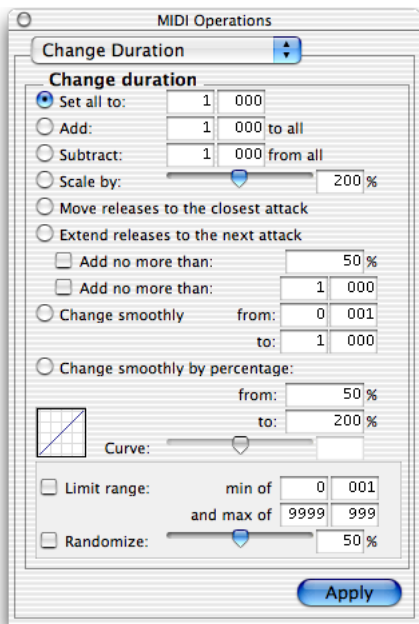 MIDI Operations
Change Duration
Change duration
Set all to: 1 000
Add: 1 000 to all
Subtract: 1 000 from all
Scale by: 200 %
Move releases to the closest attack
Extend releases to the next attack
Add no more than: 50 %
Add no more than: 1 000
Change smoothly from: 0 001
to: 1 000
Change smoothly by percentage:
from: 50 %
to: 200 %
Curve:
Limit range: min of 0 001
and max of 9999 999
Randomize: 50 %
Apply